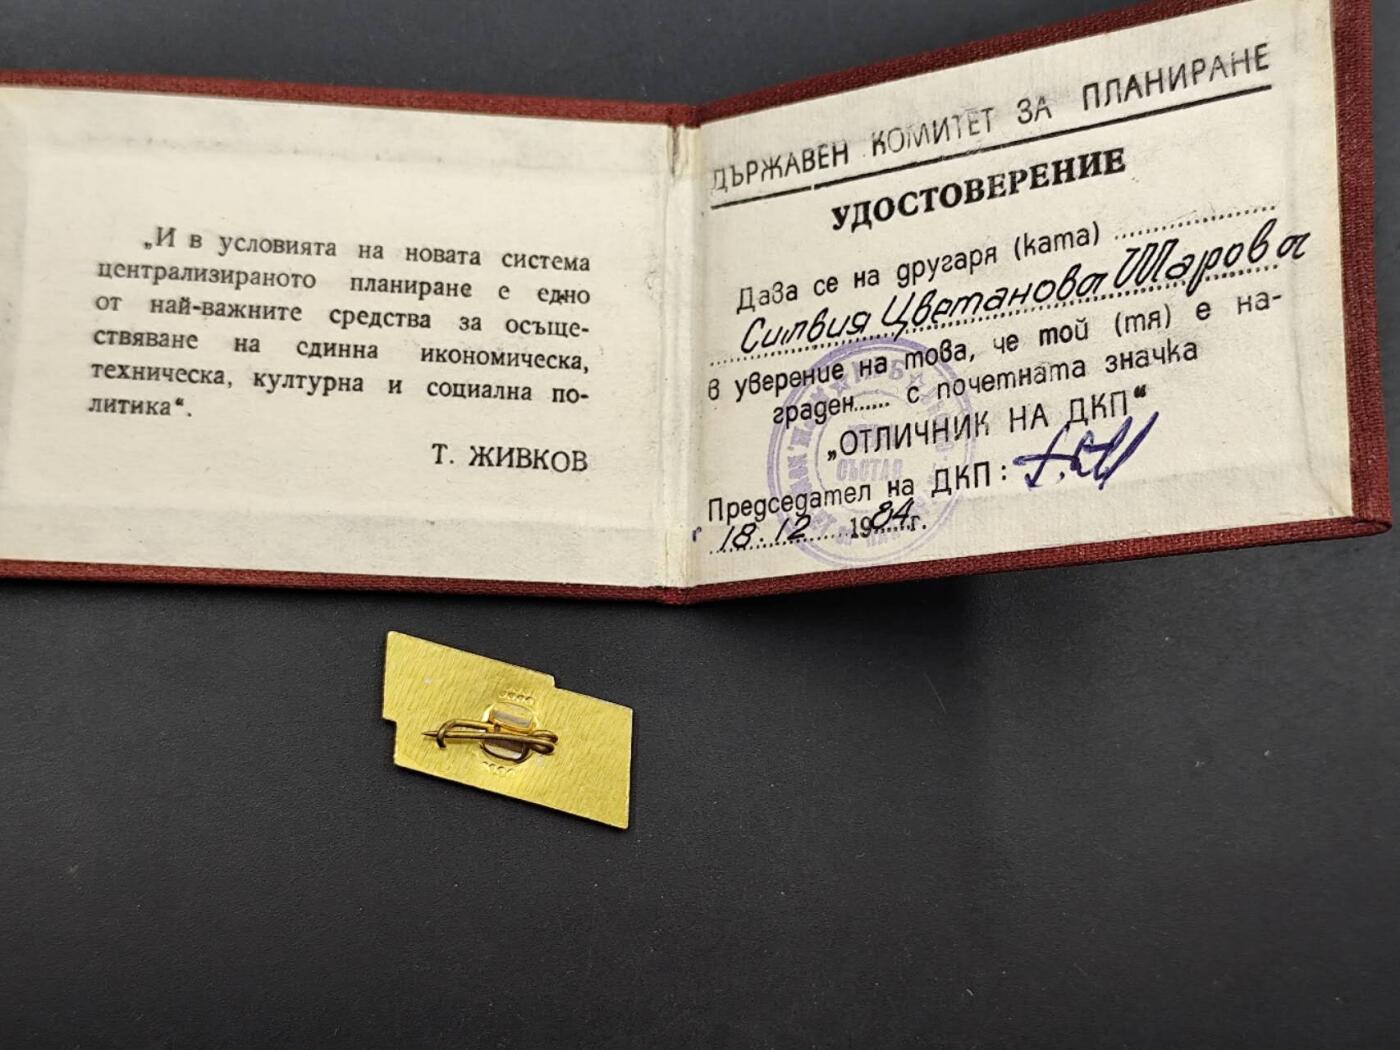 „И в условията на новата система
централизираното планиране е едно
от най-важните средства за осъще-
ствяване на единна икономическа,
техническа, културна и социална по-
литика“.
Т. ЖИВКОВ
ДЪРЖАВЕН КОМИТЕТ ЗА ПЛАНИРАНЕ
УДОСТОВЕРЕНИЕ
Дава се на другаря (ката) ..................
Силвия Цветанова Шарова
в уверение на това, че той (тя) е на-
граден...... с почетната значка
„ОТЛИЧНИК НА ДКП“
Председател на ДКП:
18.12 1984 г.
СЪСТАВ